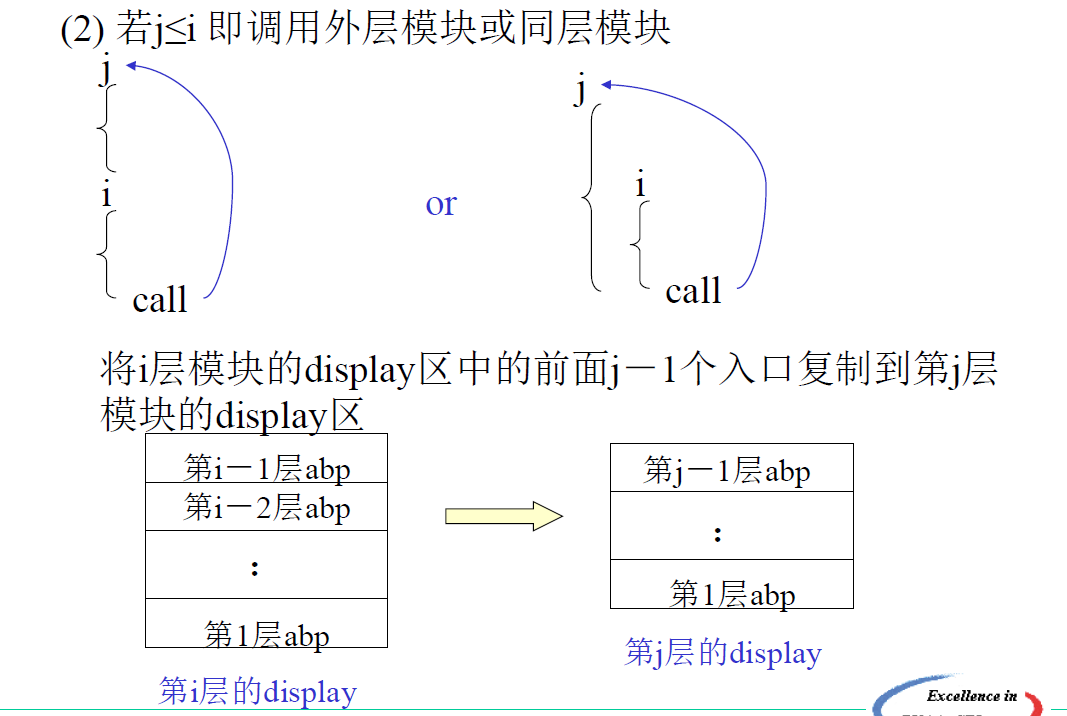 (2) 若j≤i 即调用外层模块或同层模块
j
i
call
or
j
i
call
将i层模块的display区中的前面j－1个入口复制到第j层
模块的display区
第i－1层abp
第i－2层abp
:
第1层abp
第i层的display
第j－1层abp
:
第1层abp
第j层的display
Excellence in